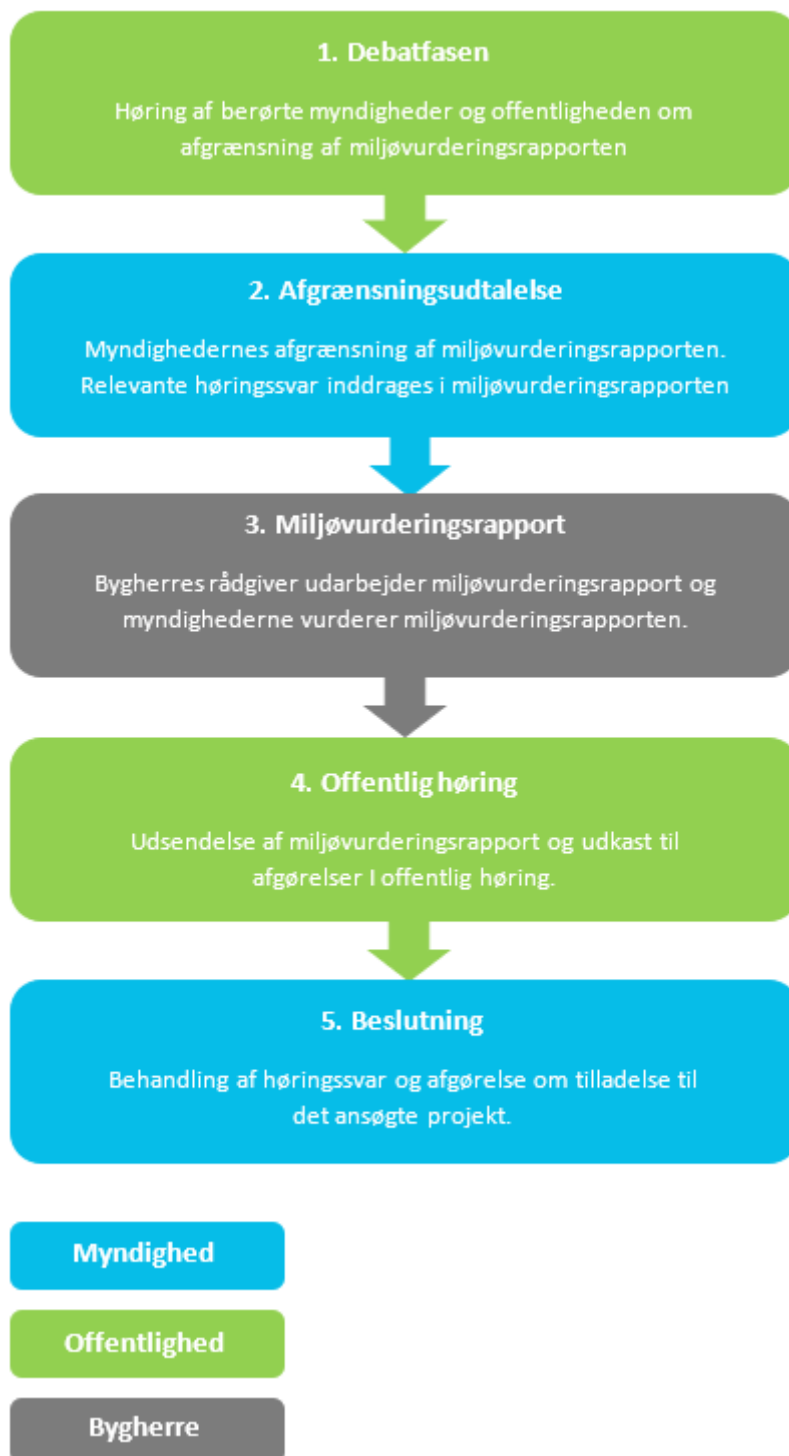 1. Debatfasen
Høring af berørte myndigheder og offentligheden om
afgrænsning af miljøvurderingsrapporten
2. Afgrænsningsudtalelse
Myndighedernes afgrænsning af miljøvurderingsrapporten.
Relevante høringssvar inddrages i miljøvurderingsrapporten
3. Miljøvurderingsrapport
Bygherres rådgiver udarbejder miljøvurderingsrapport og
myndighederne vurderer miljøvurderingsrapporten.
4. Offentlig høring
Udsendelse af miljøvurderingsrapport og udkast til
afgørelser I offentlig høring.
5. Beslutning
Behandling af høringssvar og afgørelse om tilladelse til
det ansøgte projekt.
Myndighed
Offentlighed
Bygherre